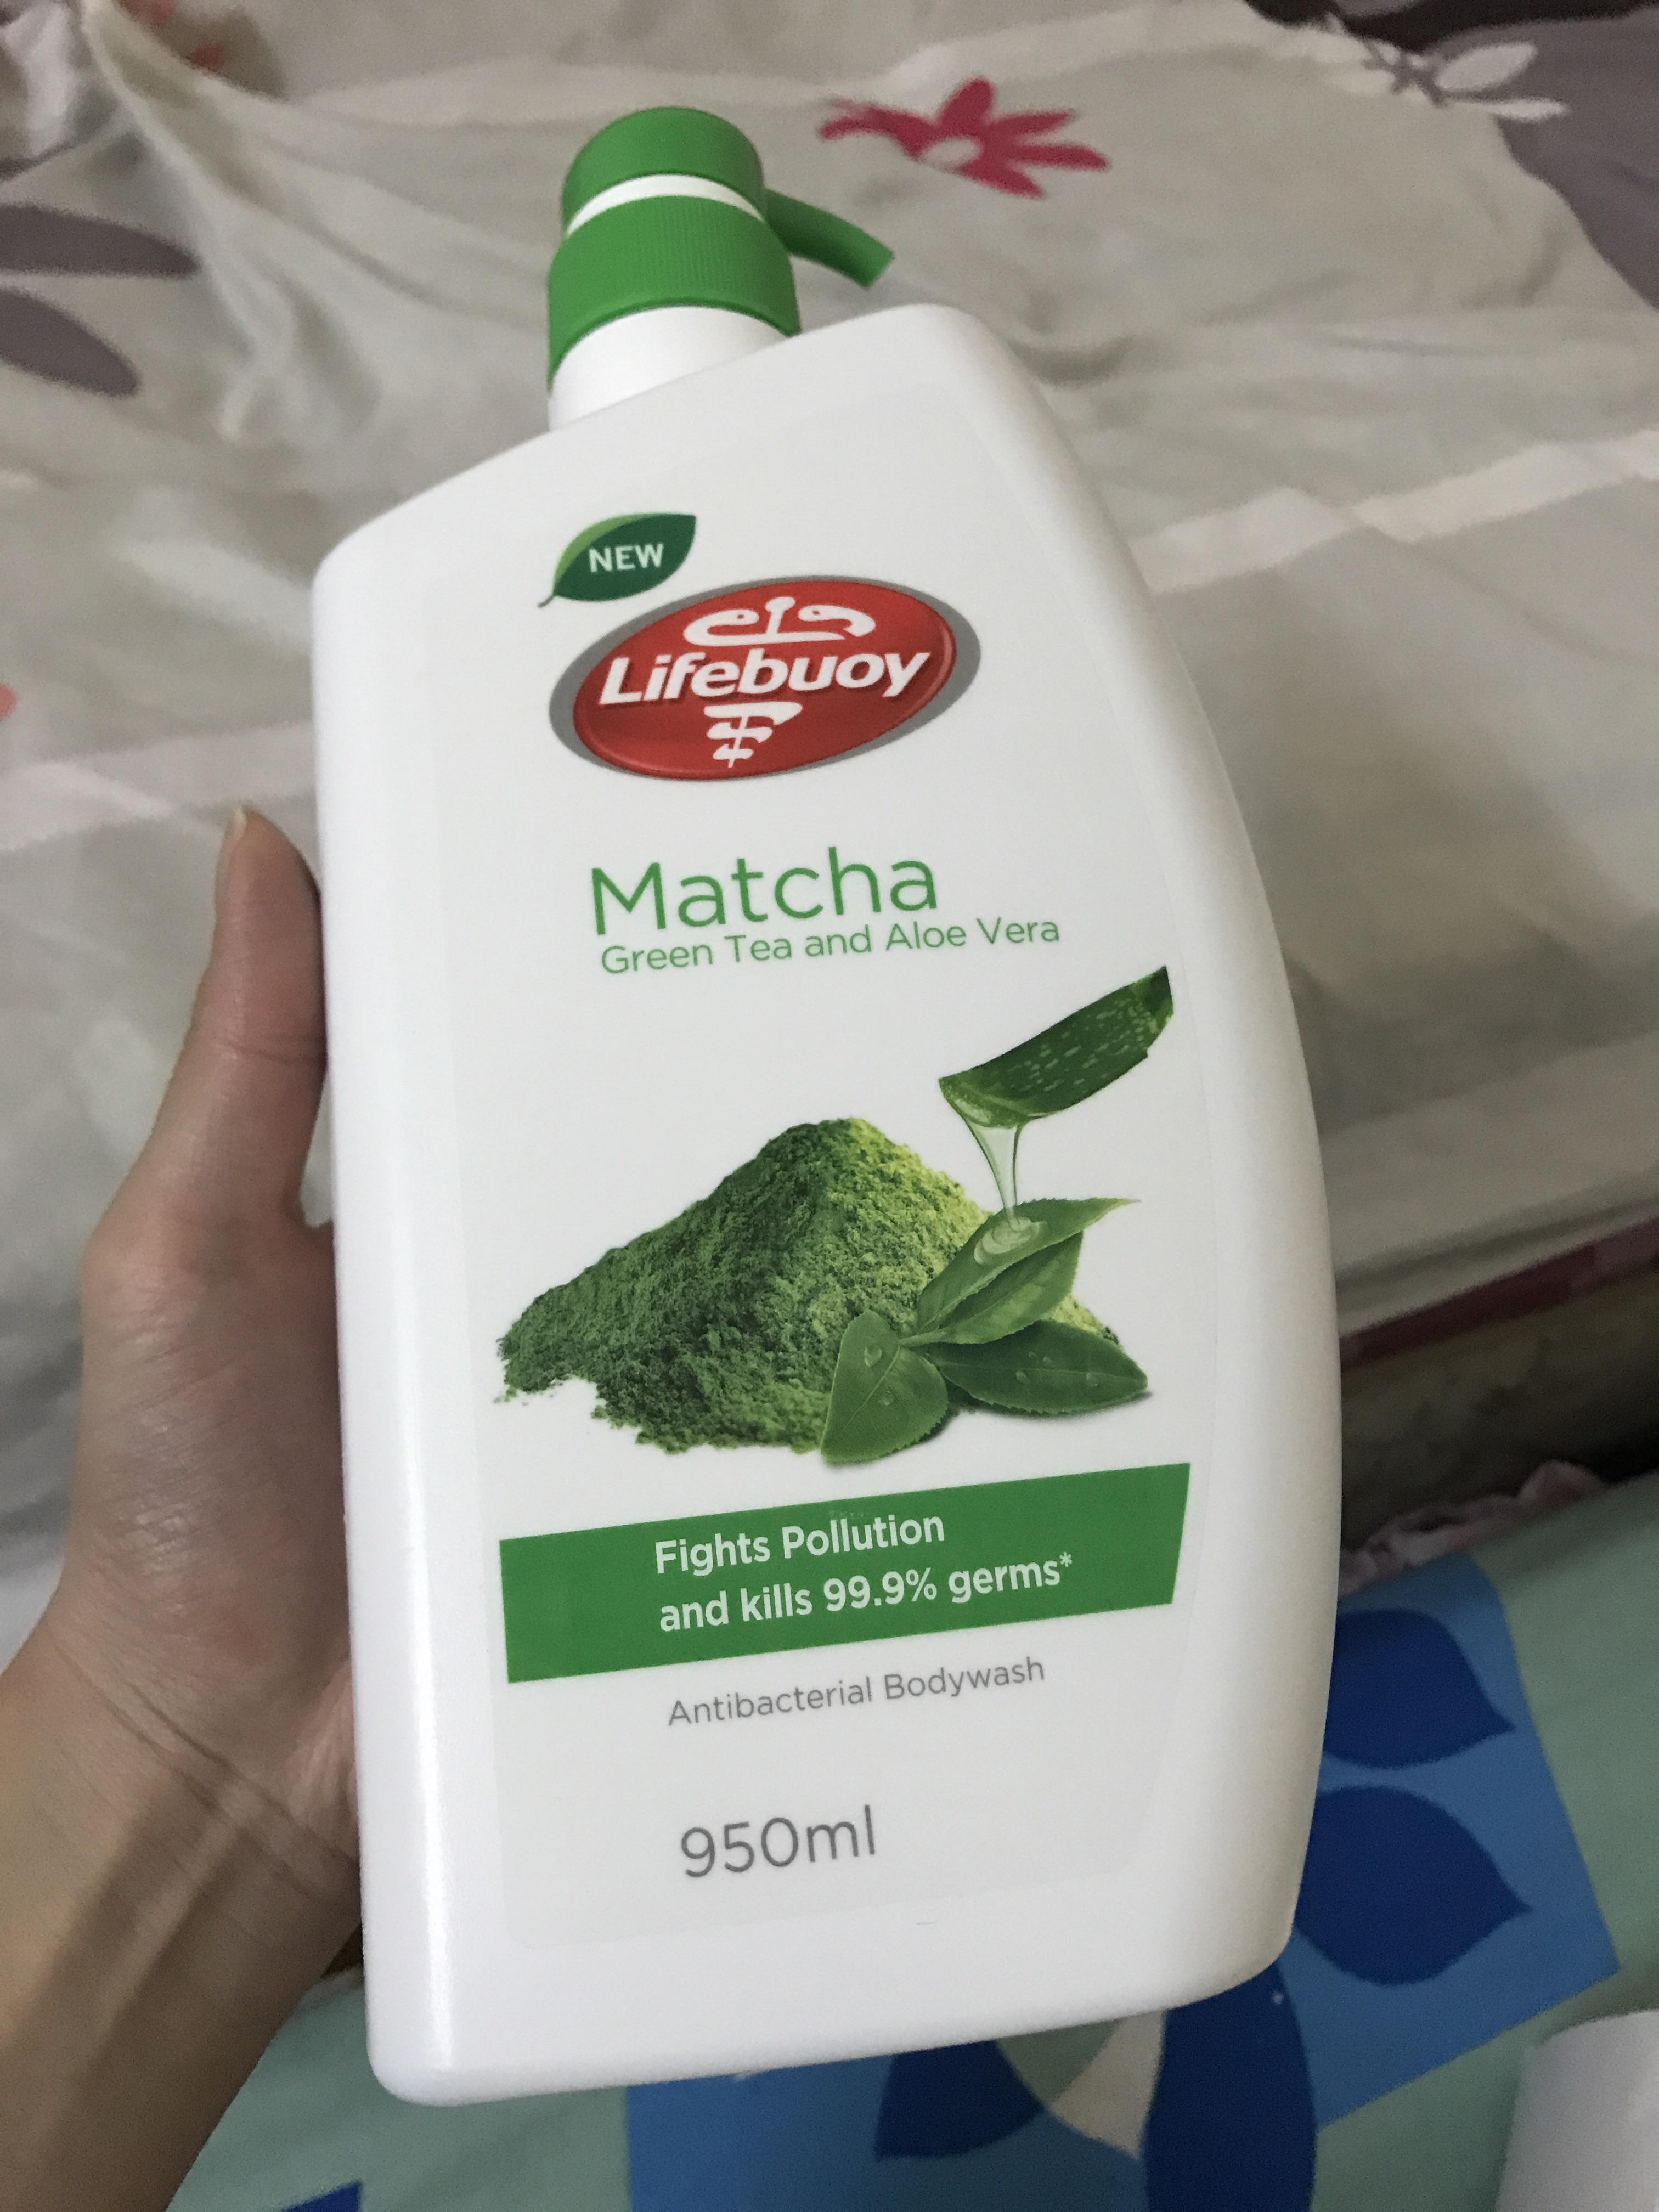 NEW
Lifebuoy
Matcha
Green Tea and Aloe Vera
Fights Pollution
and kills 99.9% germs*
Antibacterial Bodywash
950ml